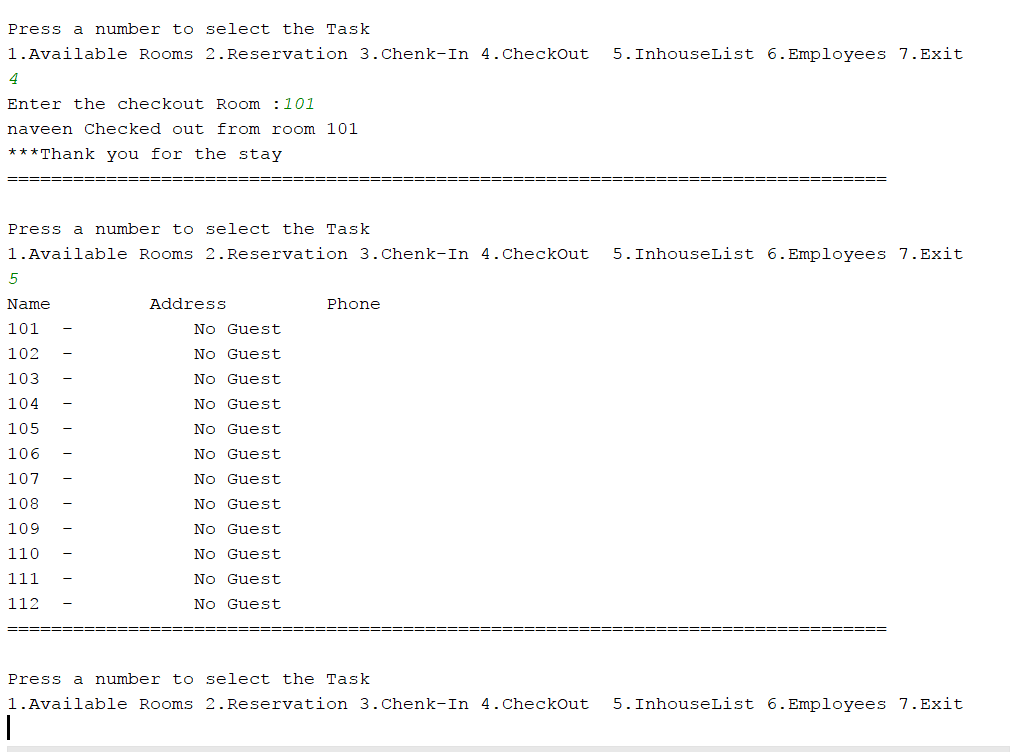 Press a number to select the Task
1.Available Rooms 2.Reservation 3.Chenk-In 4.CheckOut  5.InhouseList 6.Employees 7.Exit
4
Enter the checkout Room :101
naveen Checked out from room 101
***Thank you for the stay
================================================================================
Press a number to select the Task
1.Available Rooms 2.Reservation 3.Chenk-In 4.CheckOut  5.InhouseList 6.Employees 7.Exit
5
Name         Address         Phone
101  -           No Guest
102  -           No Guest
103  -           No Guest
104  -           No Guest
105  -           No Guest
106  -           No Guest
107  -           No Guest
108  -           No Guest
109  -           No Guest
110  -           No Guest
111  -           No Guest
112  -           No Guest
================================================================================
Press a number to select the Task
1.Available Rooms 2.Reservation 3.Chenk-In 4.CheckOut  5.InhouseList 6.Employees 7.Exit